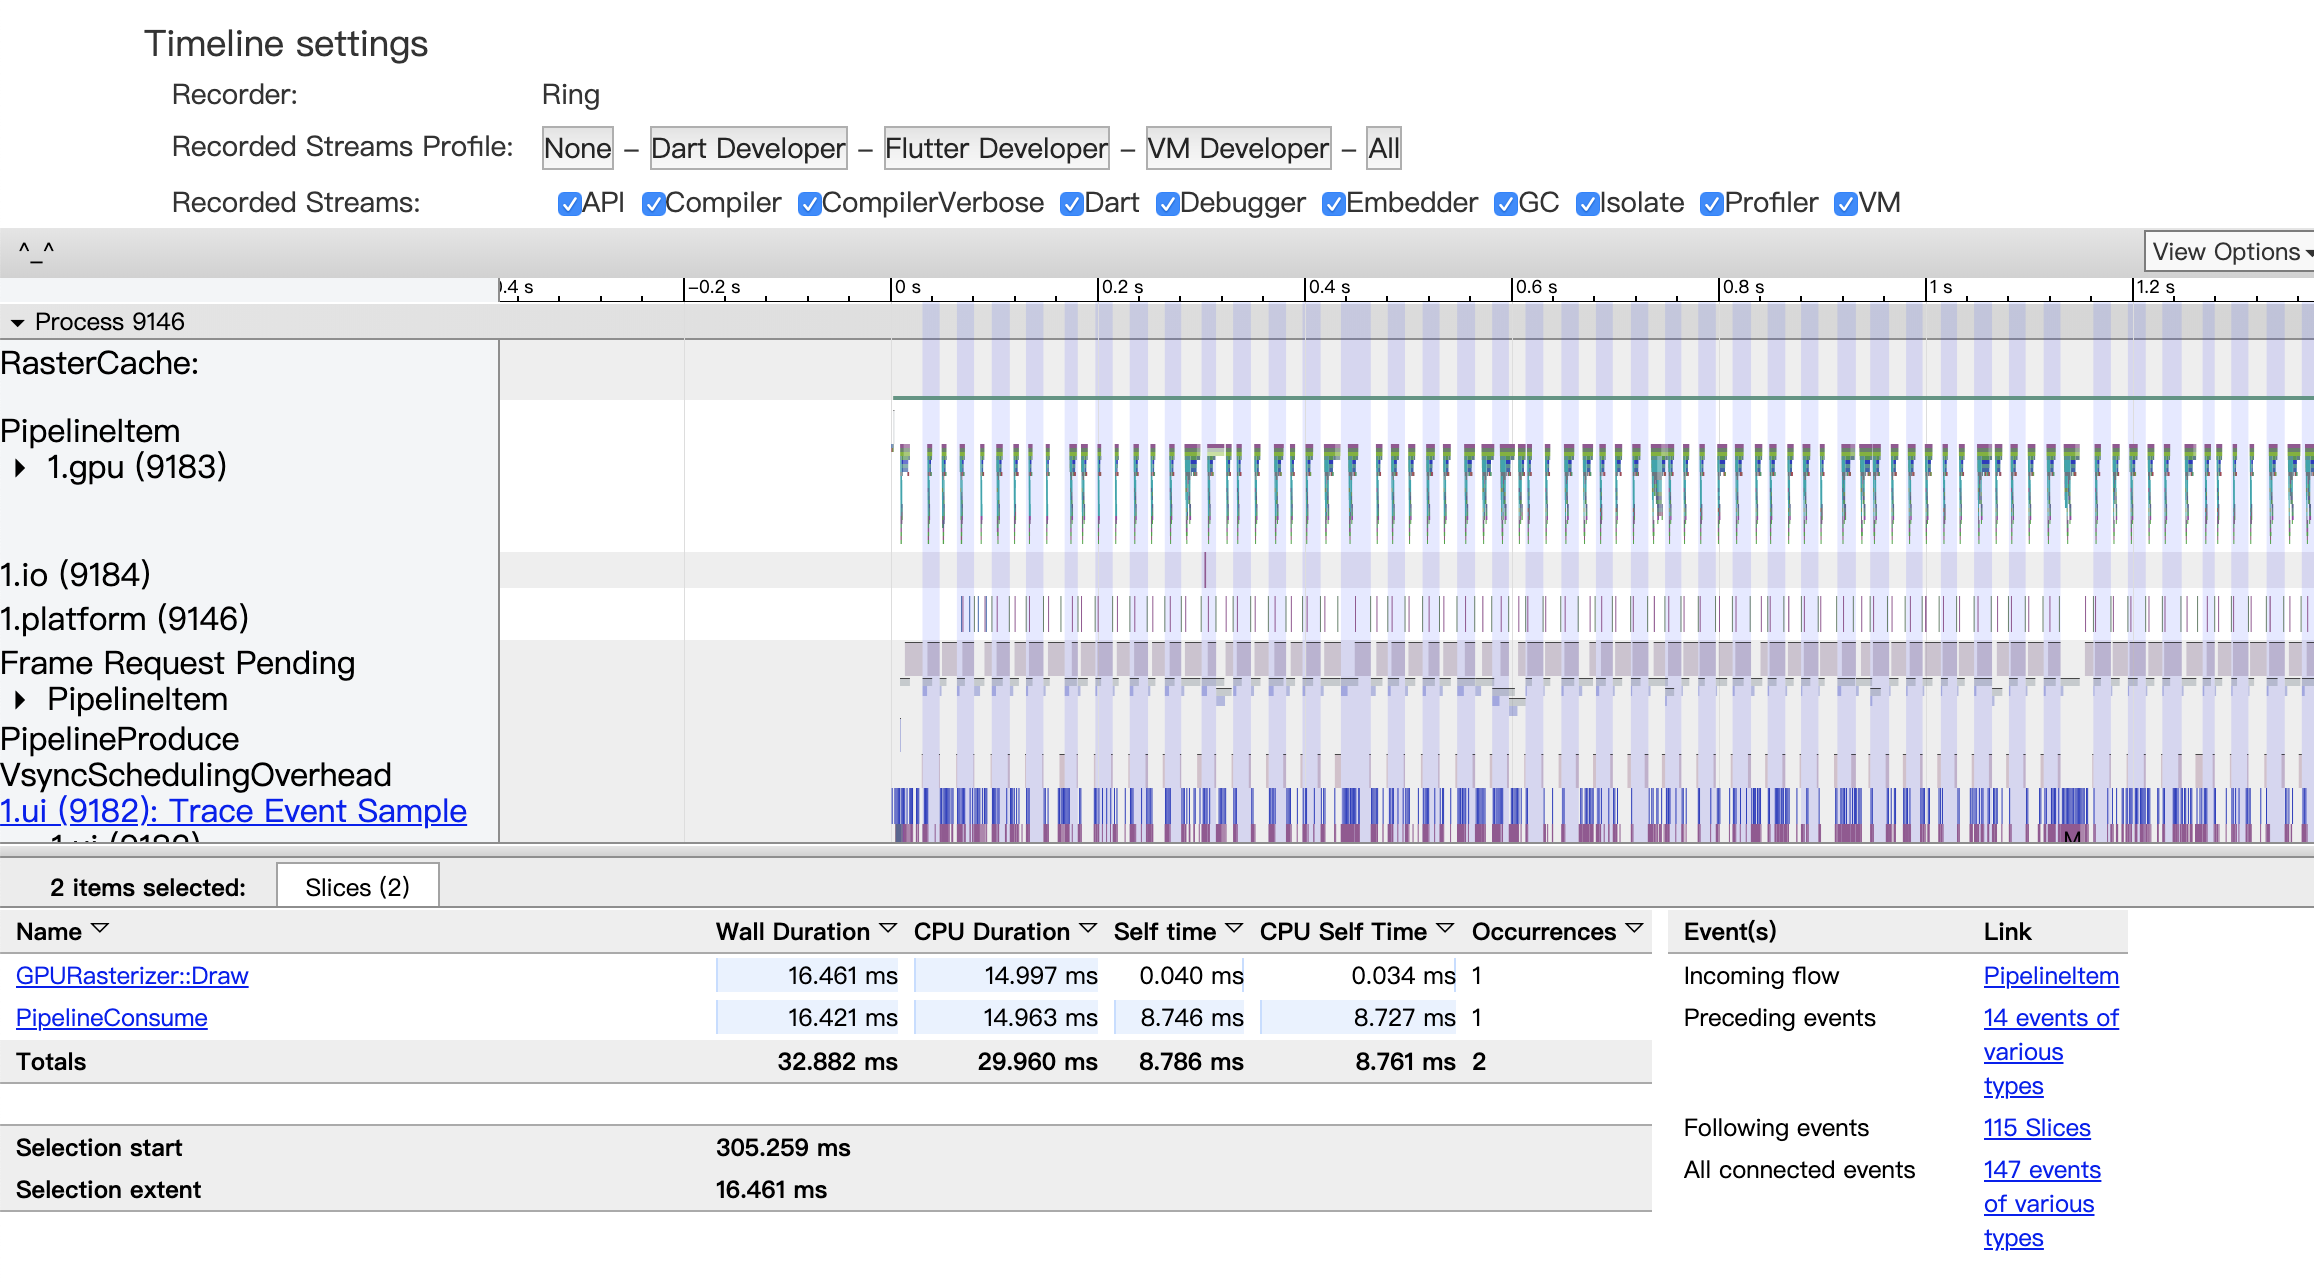 Timeline settings
Recorder: Ring
Recorded Streams Profile: None – Dart Developer – Flutter Developer – VM Developer – All
Recorded Streams: API Compiler CompilerVerbose Dart Debugger Embedder GC Isolate Profiler VM
^_^ View Options
0.4 s −0.2 s 0 s 0.2 s 0.4 s 0.6 s 0.8 s 1 s 1.2 s
Process 9146
RasterCache:
PipelineItem
1.gpu (9183)
1.io (9184)
1.platform (9146)
Frame Request Pending
PipelineItem
PipelineProduce
VsyncSchedulingOverhead
1.ui (9182): Trace Event Sample
M
2 items selected: Slices (2)
Name Wall Duration CPU Duration Self time CPU Self Time Occurrences Event(s) Link
GPURasterizer::Draw 16.461 ms 14.997 ms 0.040 ms 0.034 ms 1 Incoming flow PipelineItem
PipelineConsume 16.421 ms 14.963 ms 8.746 ms 8.727 ms 1 Preceding events 14 events of
various
Totals 32.882 ms 29.960 ms 8.786 ms 8.761 ms 2
types
Following events 115 Slices
Selection start 305.259 ms
All connected events 147 events
Selection extent 16.461 ms
of various
types